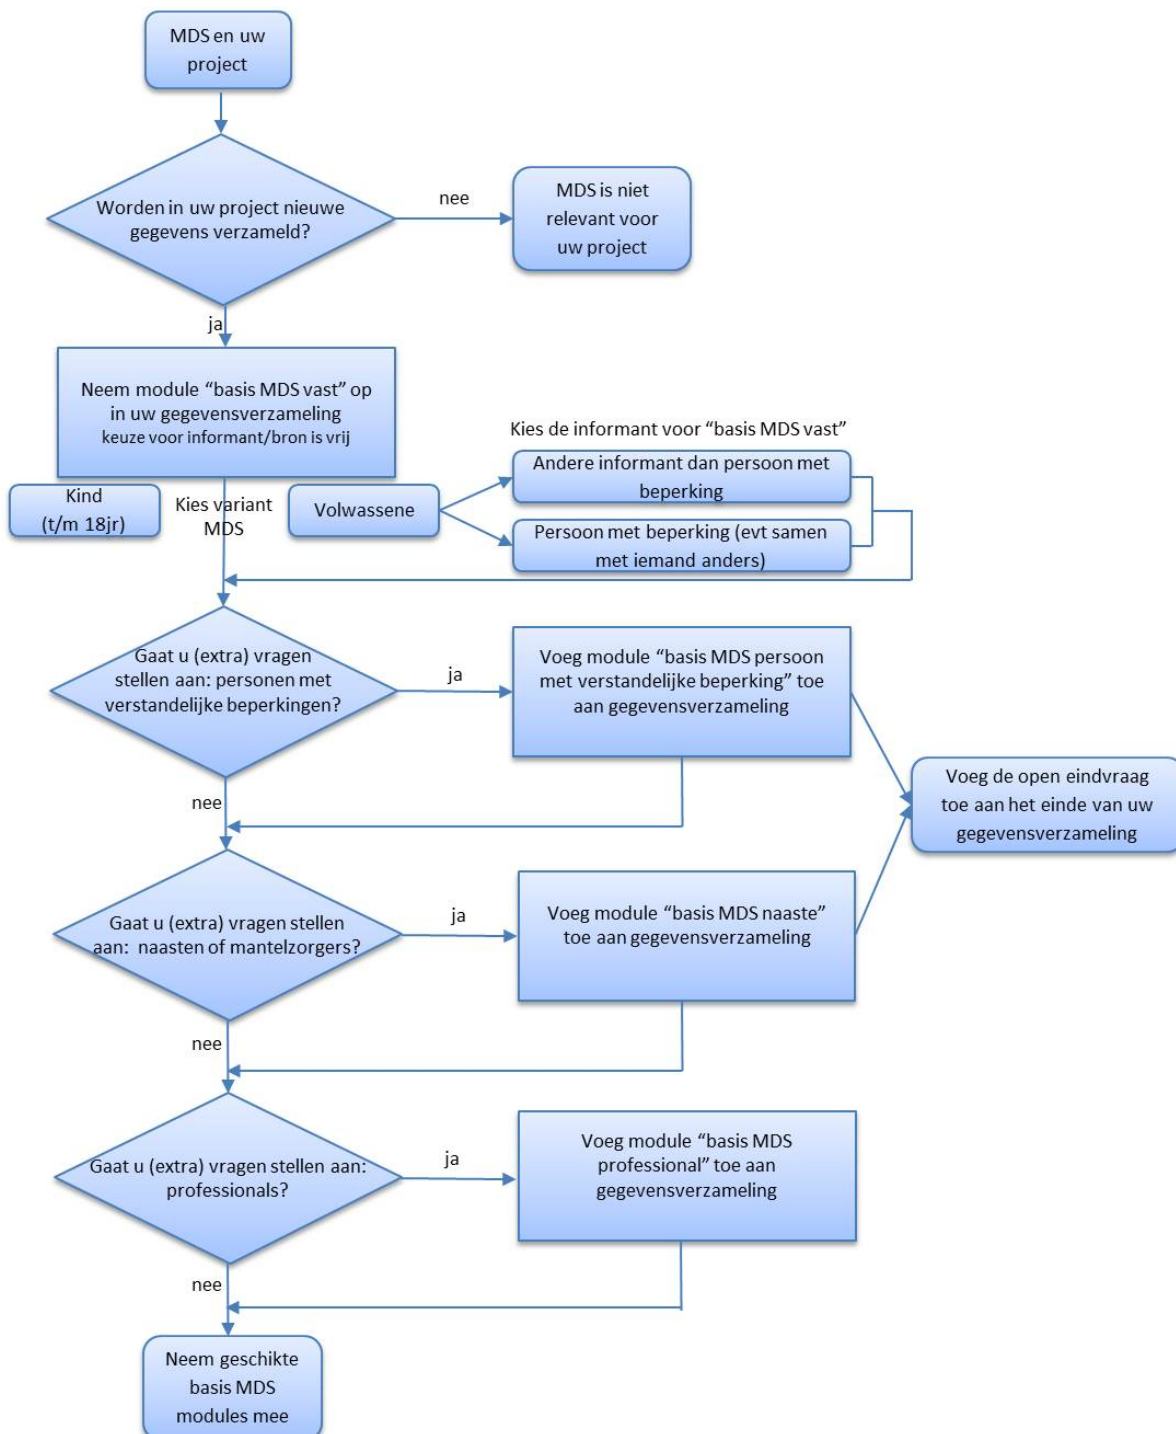 MDS en uw
project
Worden in uw project nieuwe
gegevens verzameld?
nee
MDS is niet
relevant voor
uw project
ja
Neem module “basis MDS vast” op
in uw gegevensverzameling
keuze voor informant/bron is vrij
Kies de informant voor “basis MDS vast”
Kind
(t/m 18jr)
Kies variant
MDS
Volwassene
Andere informant dan persoon met
beperking
Persoon met beperking (evt samen
met iemand anders)
Gaat u (extra) vragen
stellen aan: personen met
verstandelijke beperkingen?
ja
Voeg module “basis MDS persoon
met verstandelijke beperking” toe
aan gegevensverzameling
Voeg de open eindvraag
toe aan het einde van uw
gegevensverzameling
nee
Gaat u (extra) vragen stellen
aan: naasten of mantelzorgers?
ja
Voeg module “basis MDS naaste”
toe aan gegevensverzameling
nee
Gaat u (extra) vragen stellen aan:
professionals?
ja
Voeg module “basis MDS
professional” toe aan
gegevensverzameling
nee
Neem geschikte
basis MDS
modules mee